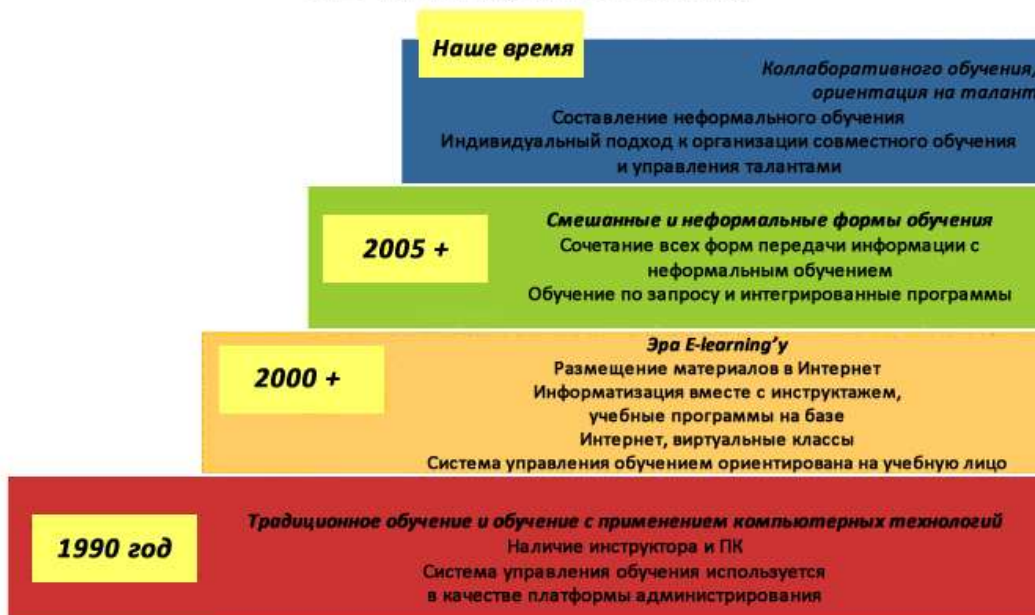 Наше время
Коллаборативного обучения,
ориентация на талант
Составление неформального обучения
Индивидуальный подход к организации совместного обучения
и управления талантами
2005 +
Смешанные и неформальные формы обучения
Сочетание всех форм передачи информации с
неформальным обучением
Обучение по запросу и интегрированные программы
2000 +
Эра E-learning’у
Размещение материалов в Интернет
Информатизация вместе с инструктажем,
учебные программы на базе
Интернет, виртуальные классы
Система управления обучением ориентирована на учебную лицо
1990 год
Традиционное обучение и обучение с применением компьютерных технологий
Наличие инструктора и ПК
Система управления обучения используется
в качестве платформы администрирования